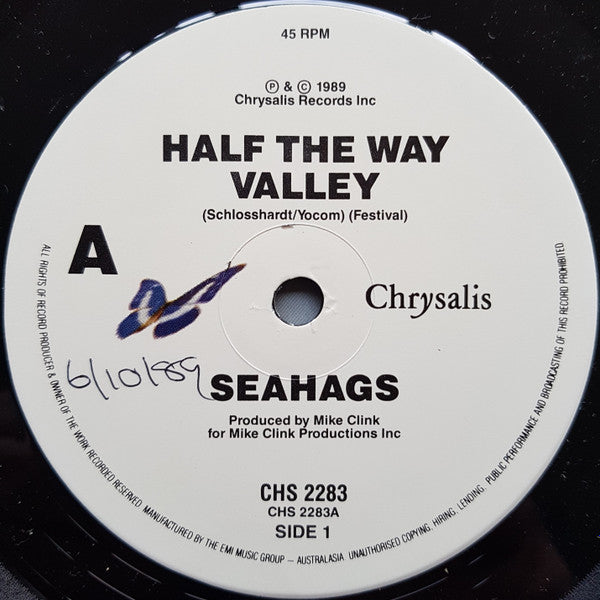 45 RPM
Ⓟ & © 1989
Chrysalis Records Inc
HALF THE WAY
VALLEY
(Schlosshardt/Yocom) (Festival)
A
Chrysalis
6/10/89
SEAHAGS
Produced by Mike Clink
for Mike Clink Productions Inc
CHS 2283
CHS 2283A
SIDE 1
ALL RIGHTS OF RECORD PRODUCER & OWNER OF THE WORK RECORDED RESERVED. MANUFACTURED BY THE EMI MUSIC GROUP – AUSTRALASIA. UNAUTHORISED COPYING, HIRING, LENDING, PUBLIC PERFORMANCE AND BROADCASTING OF THIS RECORD PROHIBITED